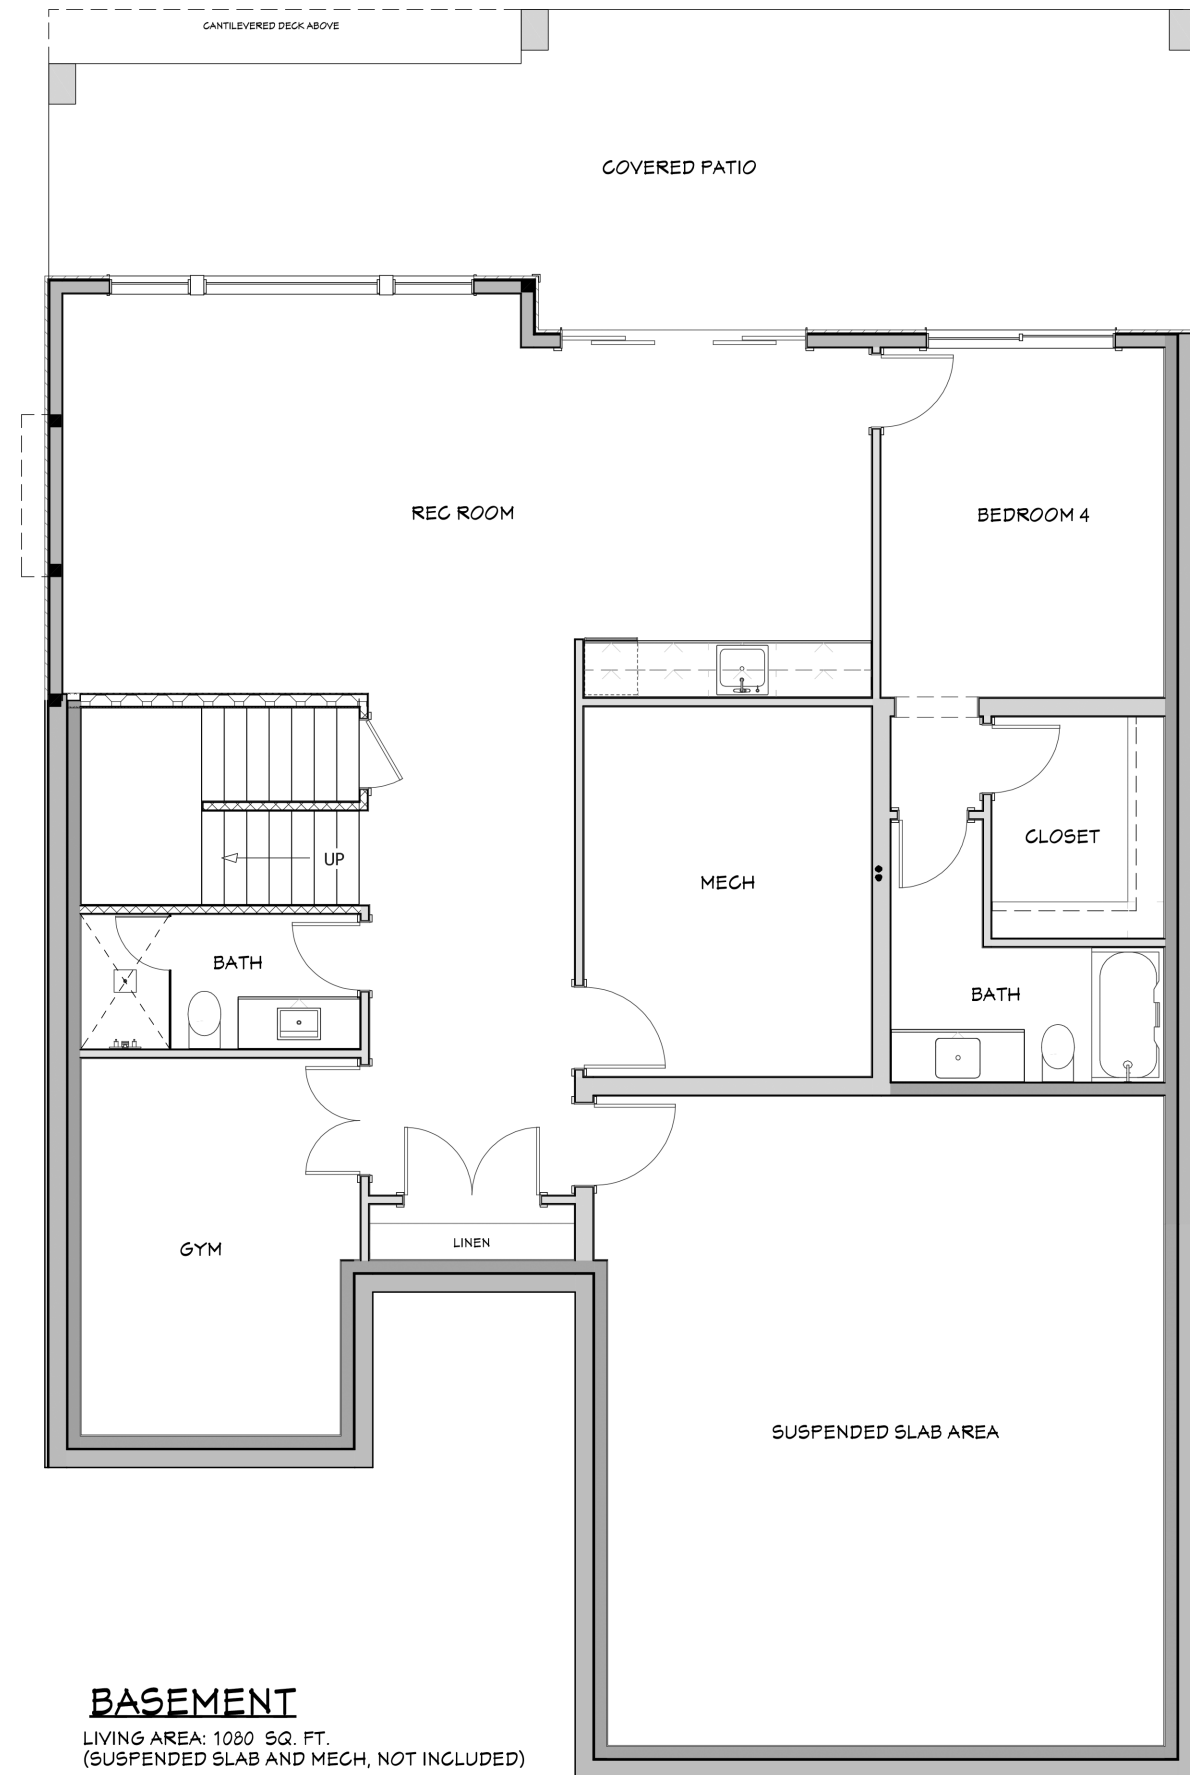 CANTILEVERED DECK ABOVE
COVERED PATIO
REC ROOM
BEDROOM 4
UP
CLOSET
MECH
BATH
BATH
GYM
LINEN
SUSPENDED SLAB AREA
BASEMENT
LIVING AREA: 1080 SQ. FT.
(SUSPENDED SLAB AND MECH, NOT INCLUDED)